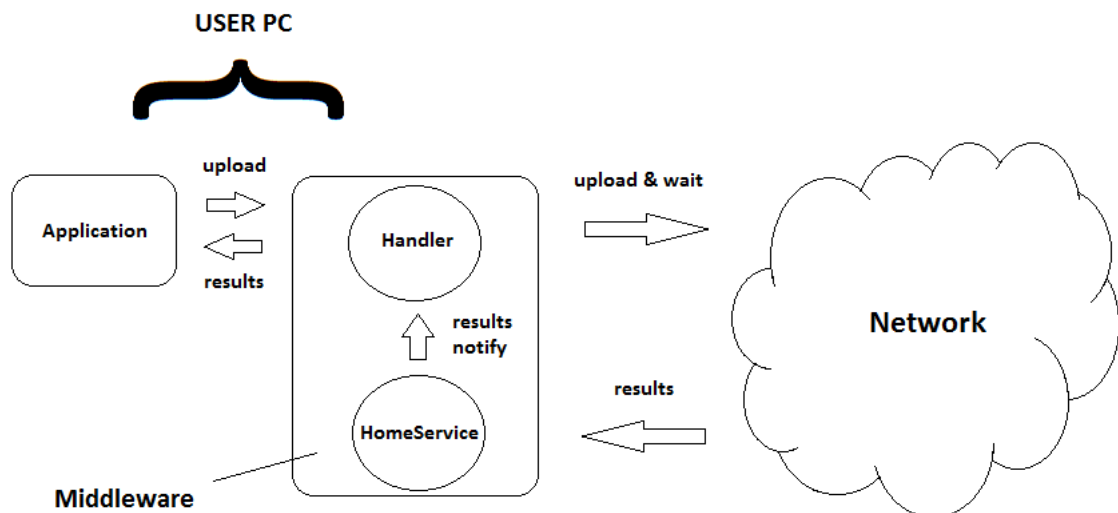 USER PC
upload
upload & wait
Application
Handler
results
results
notify
Network
results
HomeService
Middleware